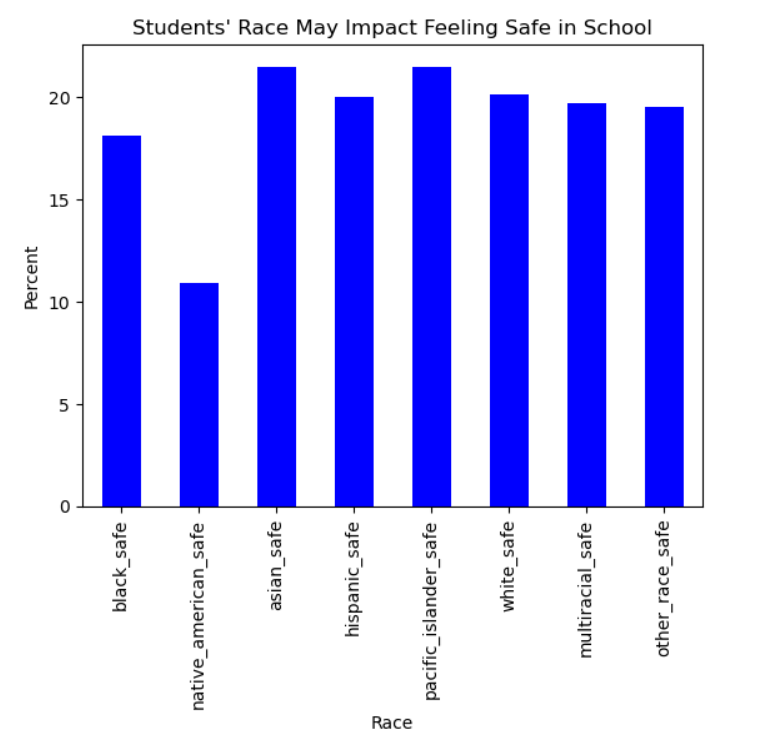 Students' Race May Impact Feeling Safe in School
Percent
20
15
10
5
0
black_safe
native_american_safe
asian_safe
hispanic_safe
pacific_islander_safe
white_safe
multiracial_safe
other_race_safe
Race